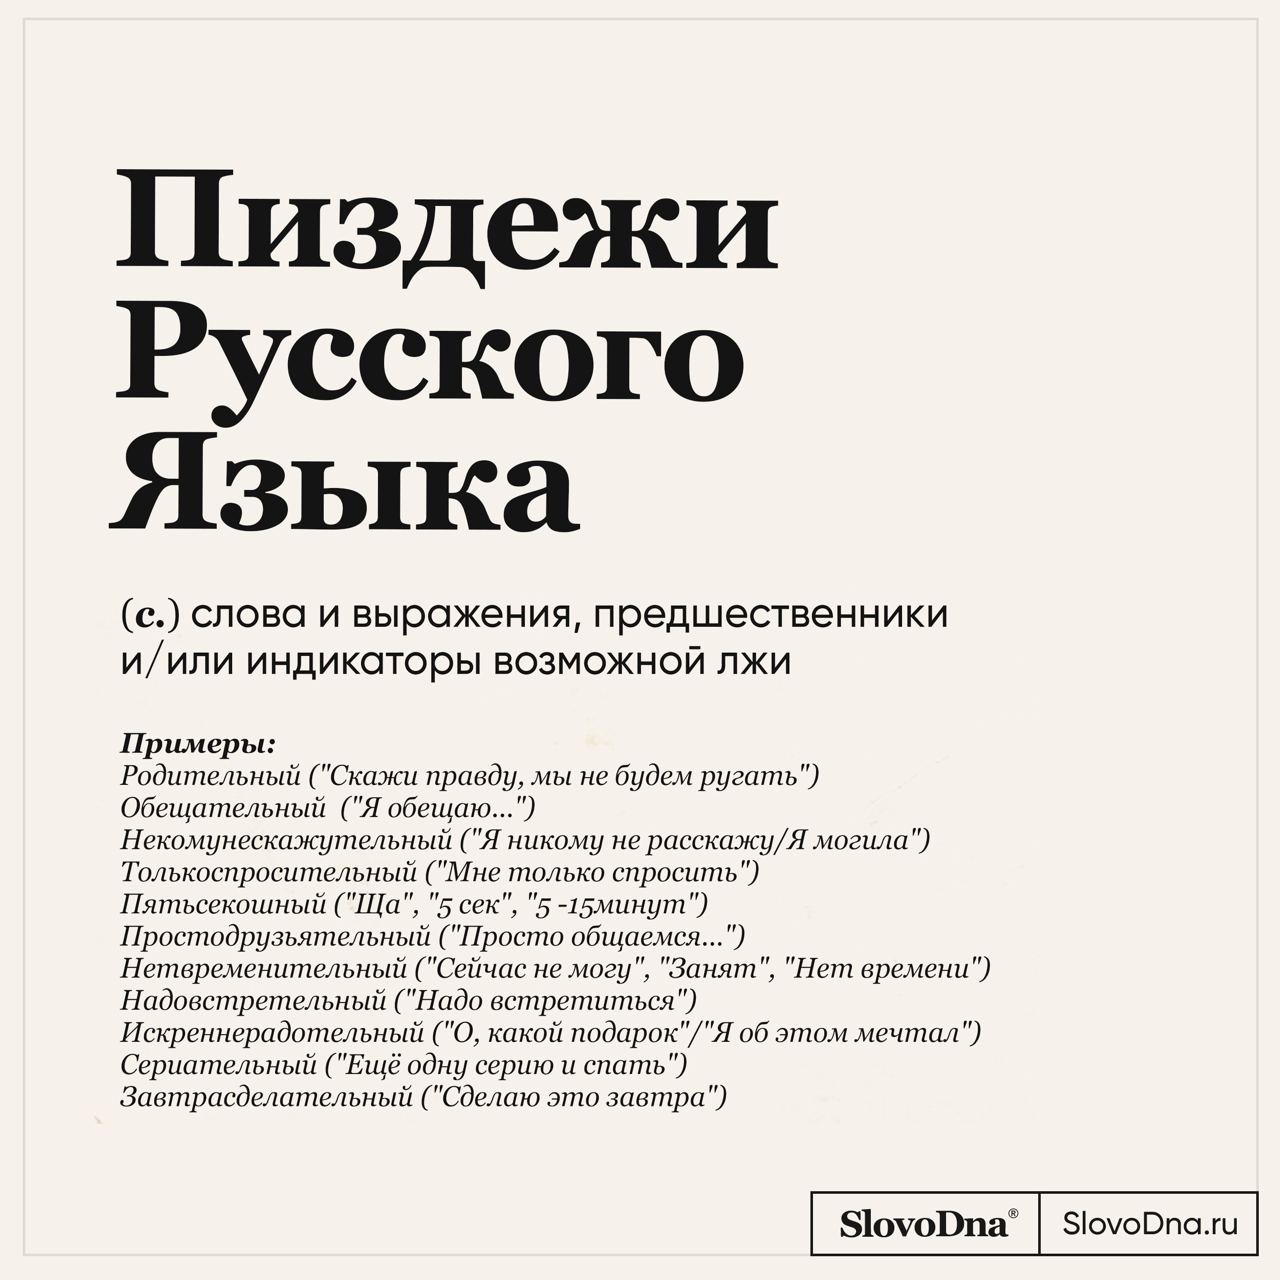 Пиздежи
Русского
Языка
(с.) слова и выражения, предшественники
и/или индикаторы возможной лжи
Примеры:
Родительный ("Скажи правду, мы не будем ругать")
Обещательный ("Я обещаю...")
Некомунескажутельный ("Я никому не расскажу/Я могила")
Толькоспросительный ("Мне только спросить")
Пятьсекошный ("Ща", "5 сек", "5 -15минут")
Простодрузьятельный ("Просто общаемся...")
Нетвременительный ("Сейчас не могу", "Занят", "Нет времени")
Надовстретельный ("Надо встретиться")
Искреннерадотельный ("О, какой подарок"/"Я об этом мечтал")
Сериательный ("Ещё одну серию и спать")
Завтрасделательный ("Сделаю это завтра")
SlovoDna® SlovoDna.ru